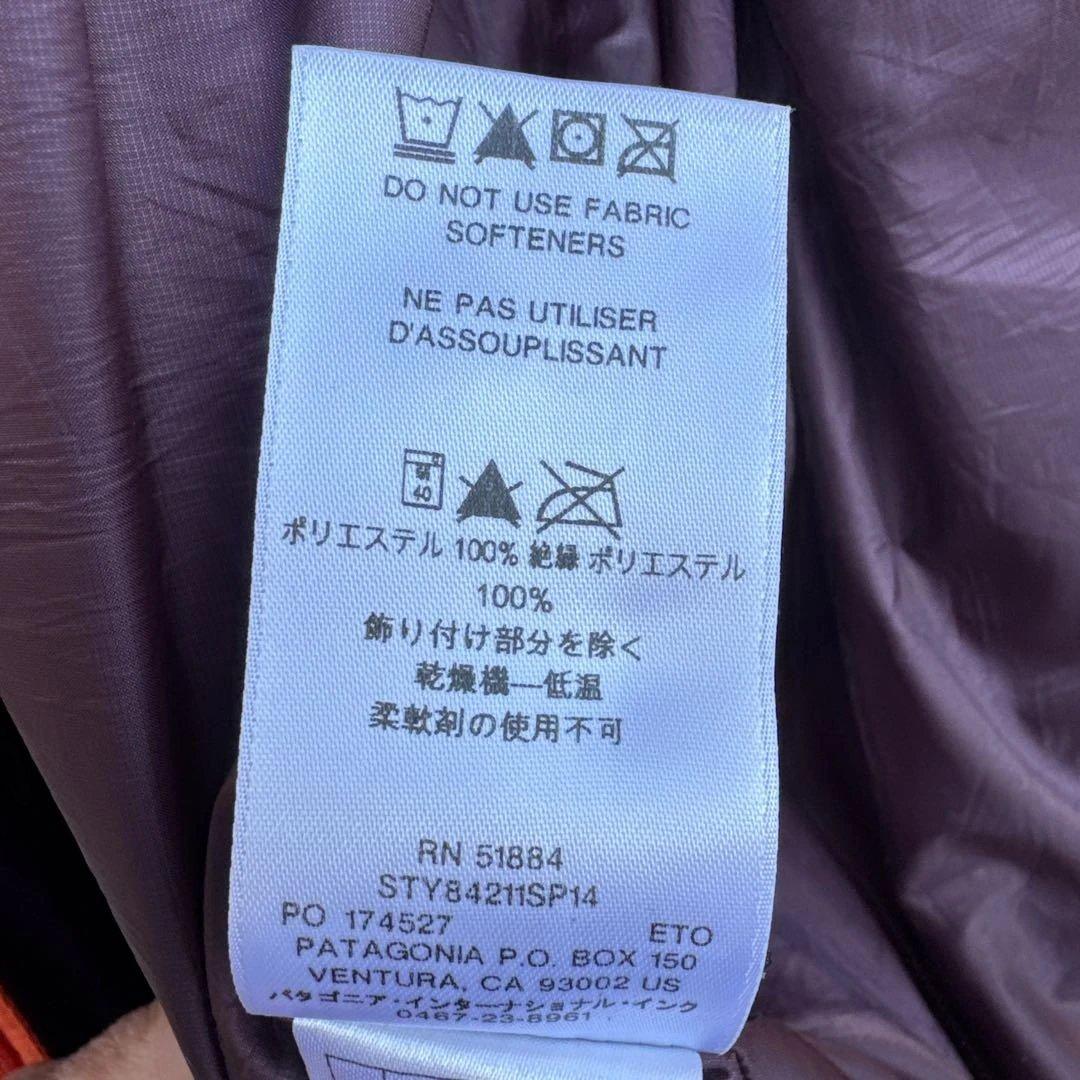 DO NOT USE FABRIC
SOFTENERS
NE PAS UTILISER
D'ASSOUPLISSANT
40
ポリエステル 100% 絶縁 ポリエステル
100%
飾り付け部分を除く
乾燥機—低温
柔軟剤の使用不可
RN 51884
STY84211SP14
PO 174527 ETO
PATAGONIA P.O. BOX 150
VENTURA, CA 93002 US
パタゴニア・インターナショナル・インク
0467-23-8961